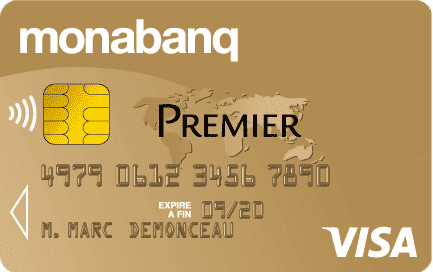 monabanq
PREMIER
4979 0612 3456 7890
EXPIRE
A FIN 09/20
M. MARC DEMONCEAU
VISA